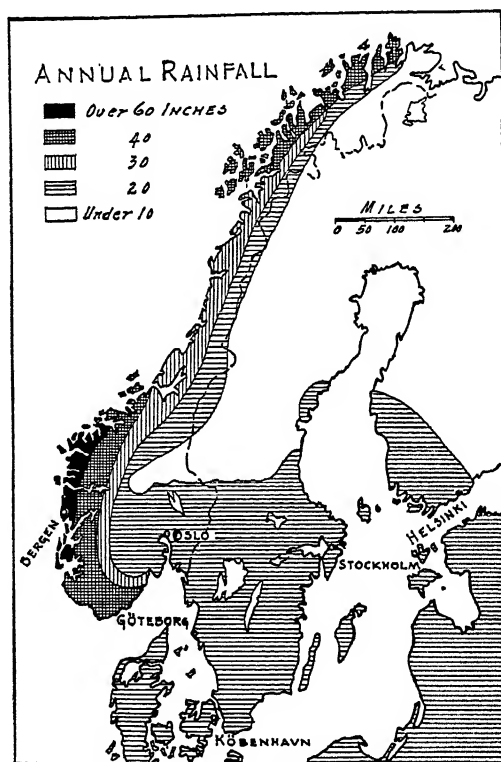 ANNUAL RAINFALL
Over 60 INCHES
40
30
20
Under 10
MILES
0 50 100 200
BERGEN
OSLO
HELSINKI
STOCKHOLM
GÖTEBORG
KÖBENHAVN